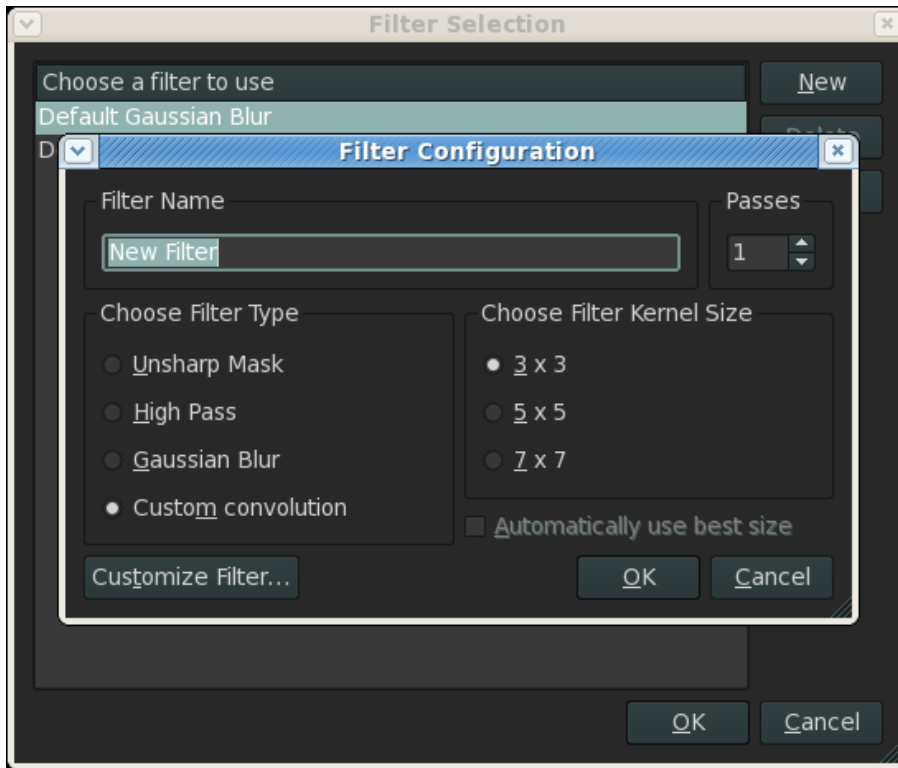 Filter Selection
Choose a filter to use
New
Default Gaussian Blur
D
Filter Configuration
Filter Name
Passes
New Filter
1
Choose Filter Type
Choose Filter Kernel Size
Unsharp Mask
3 x 3
High Pass
5 x 5
Gaussian Blur
7 x 7
Custom convolution
Automatically use best size
Customize Filter...
OK
Cancel
OK
Cancel